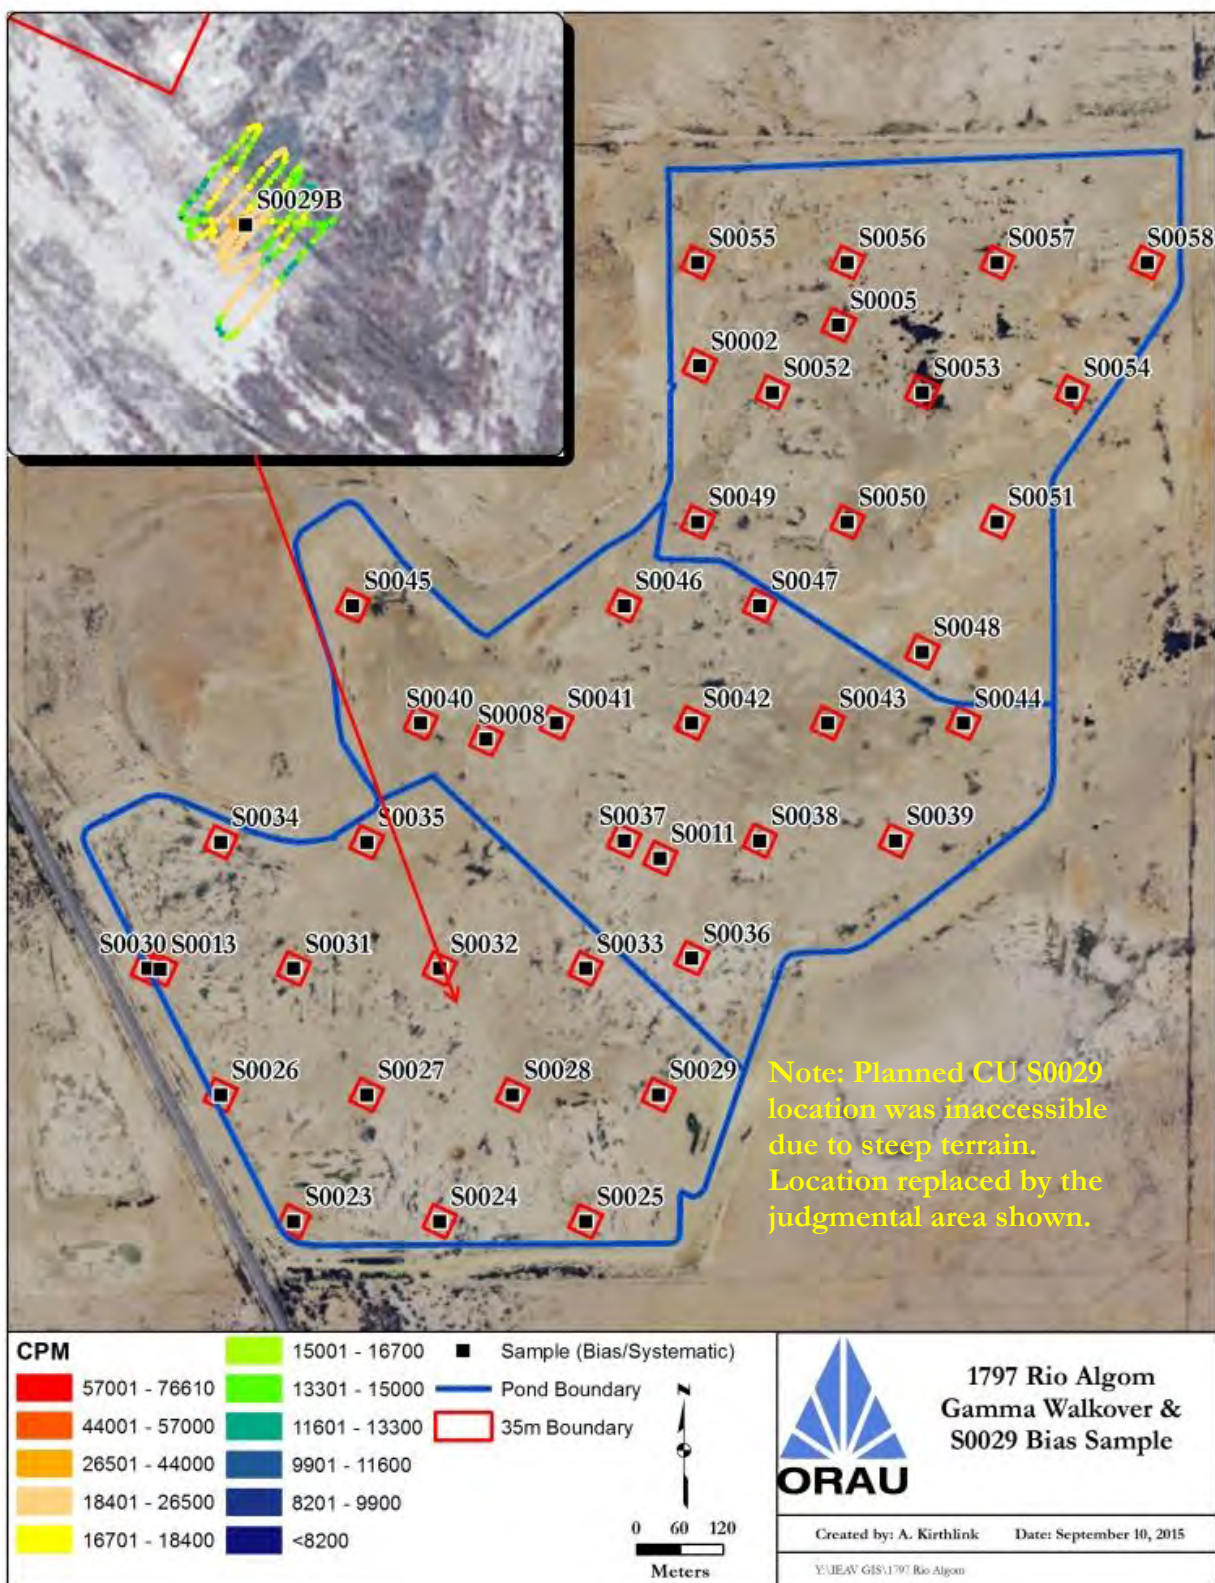 S0029B
S0055
S0056
S0057
S0058
S0005
S0002
S0052
S0053
S0054
S0049
S0050
S0051
S0045
S0046
S0047
S0048
S0040
S0008
S0041
S0042
S0043
S0044
S0034
S0035
S0037
S0011
S0038
S0039
S0030
S0013
S0031
S0032
S0033
S0036
S0026
S0027
S0028
S0029
Note: Planned CU S0029
location was inaccessible
due to steep terrain.
Location replaced by the
judgmental area shown.
S0023
S0024
S0025
CPM
57001 - 76610
44001 - 57000
26501 - 44000
18401 - 26500
16701 - 18400
15001 - 16700
13301 - 15000
11601 - 13300
9901 - 11600
8201 - 9900
<8200
Sample (Bias/Systematic)
Pond Boundary
35m Boundary
N
0 60 120
Meters
ORAU
1797 Rio Algom
Gamma Walkover &
S0029 Bias Sample
Created by: A. Kirthlink Date: September 10, 2015
Y:\IEAV GIS\1797 Rio Algom